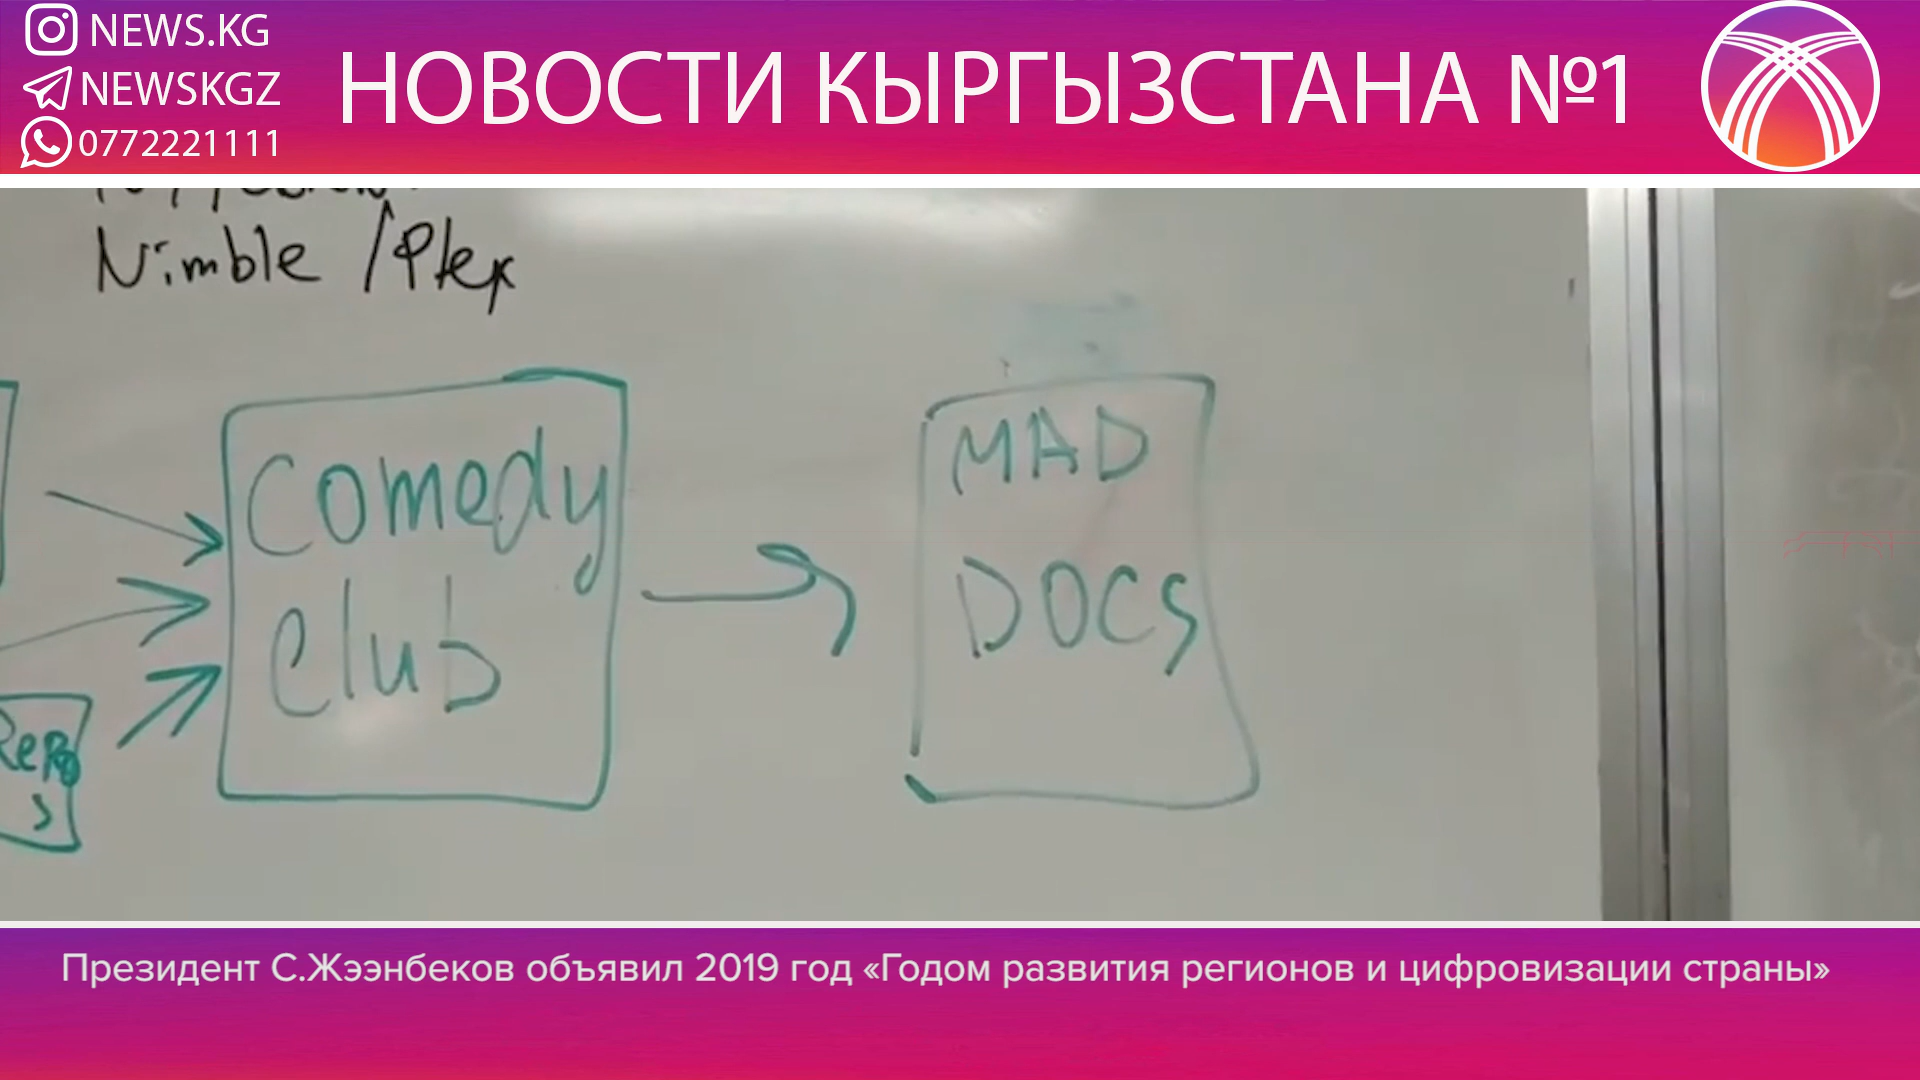 NEWS.KG
NEWSKGZ
0772221111
НОВОСТИ КЫРГЫЗСТАНА №1
Nimble / Plex
Comedy
Club
MAD
DOCS
Repo
s
Президент С.Жээнбеков объявил 2019 год «Годом развития регионов и цифровизации страны»